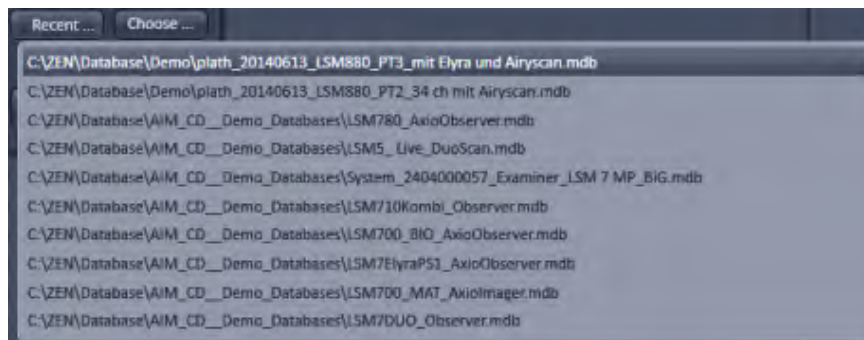 Recent ... Choose ...
C:\ZEN\Database\Demo\plath_20140613_LSM880_PT3_mit Elyra und Airyscan.mdb
C:\ZEN\Database\Demo\plath_20140613_LSM880_PT2_34 ch mit Airyscan.mdb
C:\ZEN\Database\AIM_CD__Demo_Databases\LSM780_AxioObserver.mdb
C:\ZEN\Database\AIM_CD__Demo_Databases\LSM5_ Live_DuoScan.mdb
C:\ZEN\Database\AIM_CD__Demo_Databases\System_2404000057_Examiner_LSM 7 MP_BiG.mdb
C:\ZEN\Database\AIM_CD__Demo_Databases\LSM710Kombi_Observer.mdb
C:\ZEN\Database\AIM_CD__Demo_Databases\LSM700_BIO_AxioObserver.mdb
C:\ZEN\Database\AIM_CD__Demo_Databases\LSM7ElyraPS1_AxioObserver.mdb
C:\ZEN\Database\AIM_CD__Demo_Databases\LSM700_MAT_AxioImager.mdb
C:\ZEN\Database\AIM_CD__Demo_Databases\LSM7DUO_Observer.mdb